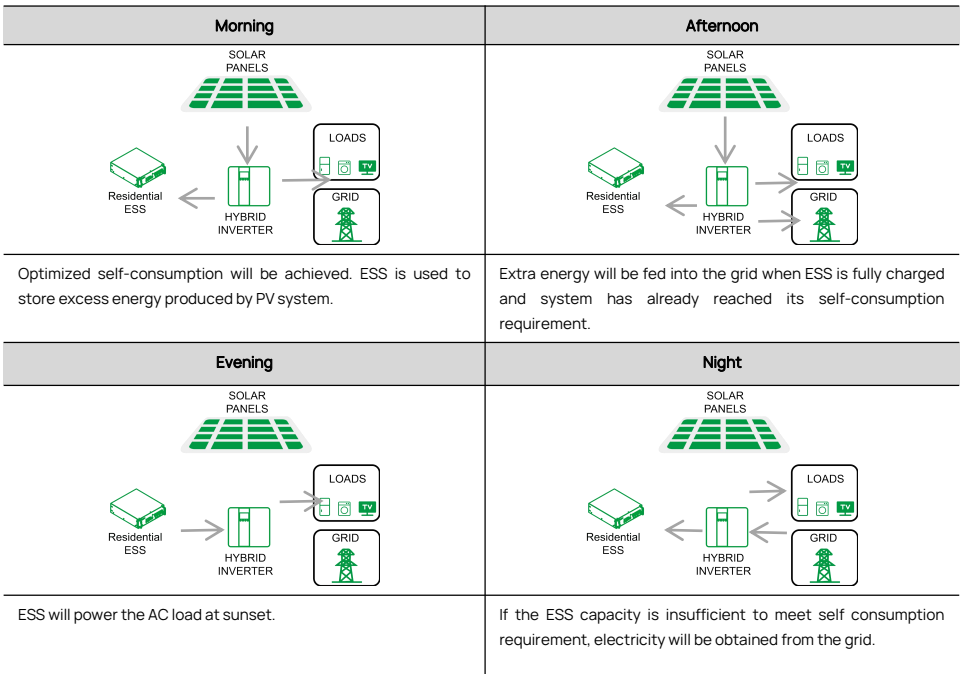 Morning
SOLAR
PANELS
LOADS
TV
Residential
ESS
HYBRID
INVERTER
GRID
Optimized self-consumption will be achieved. ESS is used to
store excess energy produced by PV system.
Afternoon
SOLAR
PANELS
LOADS
TV
Residential
ESS
HYBRID
INVERTER
GRID
Extra energy will be fed into the grid when ESS is fully charged
and system has already reached its self-consumption
requirement.
Evening
SOLAR
PANELS
LOADS
TV
Residential
ESS
HYBRID
INVERTER
GRID
ESS will power the AC load at sunset.
Night
SOLAR
PANELS
LOADS
TV
Residential
ESS
HYBRID
INVERTER
GRID
If the ESS capacity is insufficient to meet self consumption
requirement, electricity will be obtained from the grid.